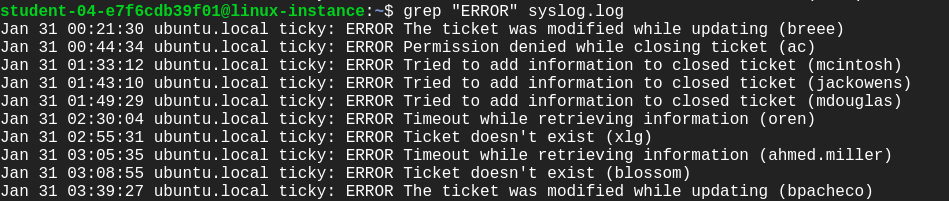 student-04-e7f6cdb39f01@linux-instance:~$ grep "ERROR" syslog.log
Jan 31 00:21:30 ubuntu.local ticky: ERROR The ticket was modified while updating (breee)
Jan 31 00:44:34 ubuntu.local ticky: ERROR Permission denied while closing ticket (ac)
Jan 31 01:33:12 ubuntu.local ticky: ERROR Tried to add information to closed ticket (mcintosh)
Jan 31 01:43:10 ubuntu.local ticky: ERROR Tried to add information to closed ticket (jackowens)
Jan 31 01:49:29 ubuntu.local ticky: ERROR Tried to add information to closed ticket (mdouglas)
Jan 31 02:30:04 ubuntu.local ticky: ERROR Timeout while retrieving information (oren)
Jan 31 02:55:31 ubuntu.local ticky: ERROR Ticket doesn't exist (xlg)
Jan 31 03:05:35 ubuntu.local ticky: ERROR Timeout while retrieving information (ahmed.miller)
Jan 31 03:08:55 ubuntu.local ticky: ERROR Ticket doesn't exist (blossom)
Jan 31 03:39:27 ubuntu.local ticky: ERROR The ticket was modified while updating (bpacheco)